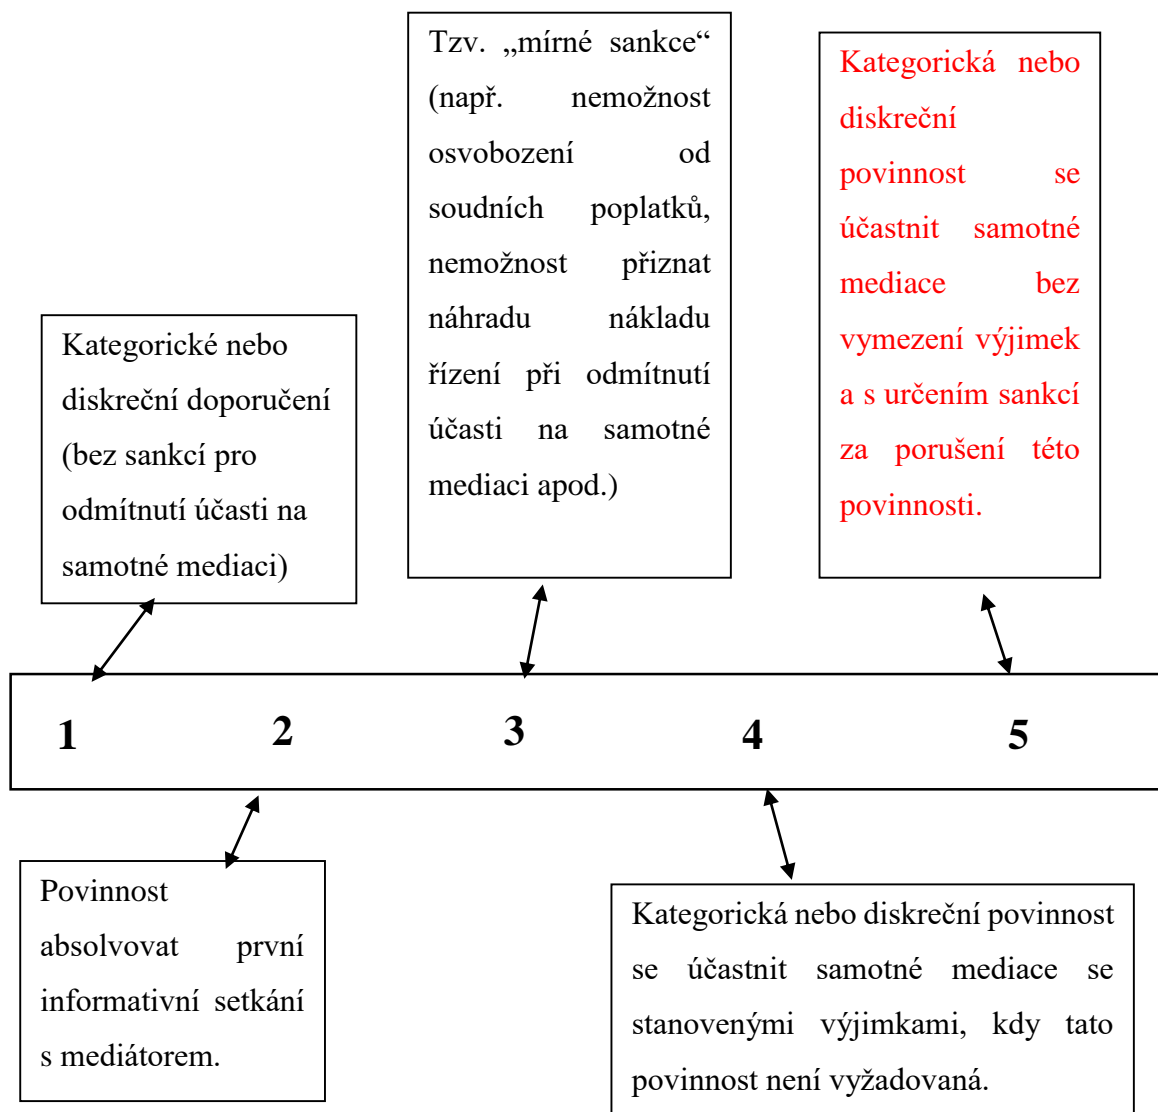 Tzv. „mírné sankce“
(např. nemožnost
osvobození od
soudních poplatků,
nemožnost přiznat
náhradu nákladu
řízení při odmítnutí
účasti na samotné
mediaci apod.)
Kategorická nebo
diskreční
povinnost se
účastnit samotné
mediace bez
vymezení výjimek
a s určením sankcí
za porušení této
povinnosti.
Kategorické nebo
diskreční doporučení
(bez sankcí pro
odmítnutí účasti na
samotné mediaci)
1 2 3 4 5
Povinnost
absolvovat první
informativní setkání
s mediátorem.
Kategorická nebo diskreční povinnost
se účastnit samotné mediace se
stanovenými výjimkami, kdy tato
povinnost není vyžadovaná.